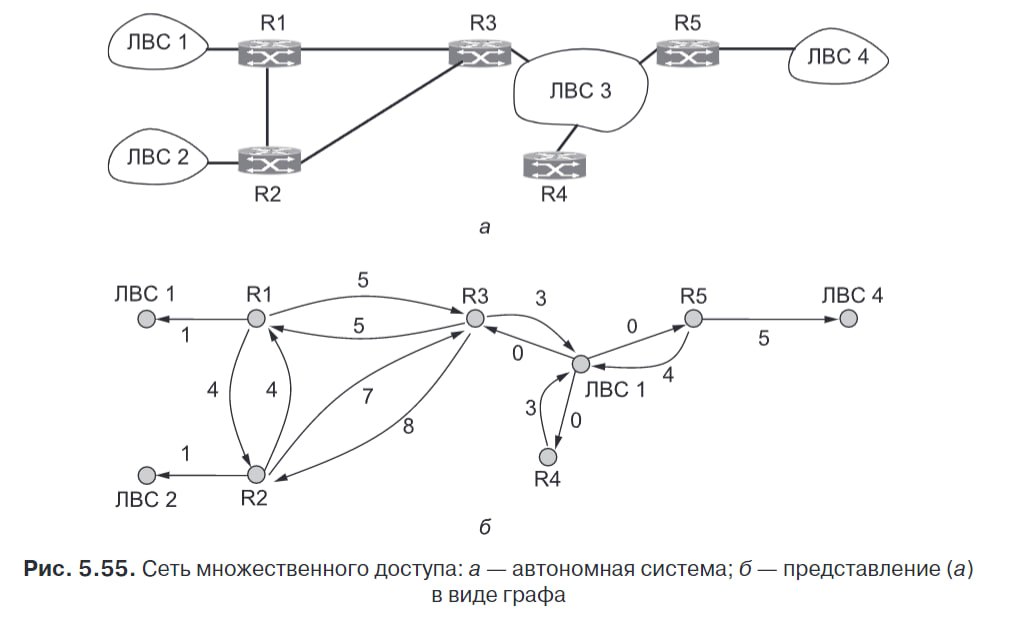 R1
R3
R5
ЛВС 1
ЛВС 4
ЛВС 3
ЛВС 2
R2
R4
а
5
ЛВС 1
R1
R3
3
R5
ЛВС 4
5
0
1
0
5
4
4
7
4
ЛВС 1
3
0
8
1
R4
ЛВС 2
R2
б
Рис. 5.55. Сеть множественного доступа: а — автономная система; б — представление (а)
в виде графа